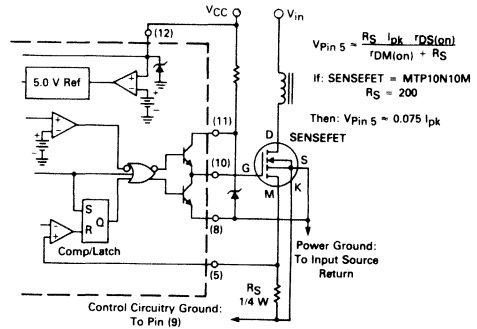 VCC
Vin
(12)
5.0 V Ref
VPin 5 = RS Ipk rDS(on)
rDM(on) + RS
If: SENSEFET = MTP10N10M
RS = 200
Then: VPin 5 ≈ 0.075 Ipk
(11)
D
SENSEFET
(10)
G
S
M
K
S
Q
R
Comp/Latch
(8)
(5)
Power Ground:
To Input Source
Return
RS
1/4 W
Control Circuitry Ground:
To Pin (9)